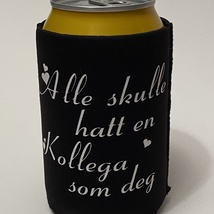 Alle skulle
hatt en
Kollega
som deg